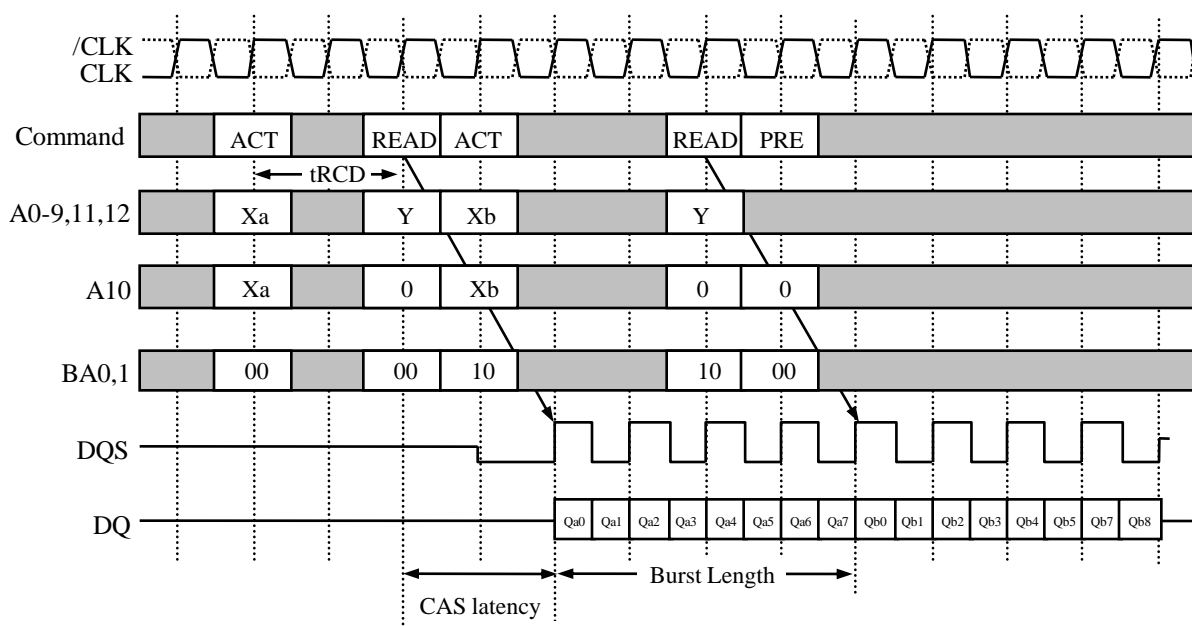 /CLK
CLK
Command ACT READ ACT READ PRE
tRCD
A0-9,11,12 Xa Y Xb Y
A10 Xa 0 Xb 0 0
BA0,1 00 00 10 10 00
DQS
DQ Qa0 Qa1 Qa2 Qa3 Qa4 Qa5 Qa6 Qa7 Qb0 Qb1 Qb2 Qb3 Qb4 Qb5 Qb7 Qb8
Burst Length
CAS latency